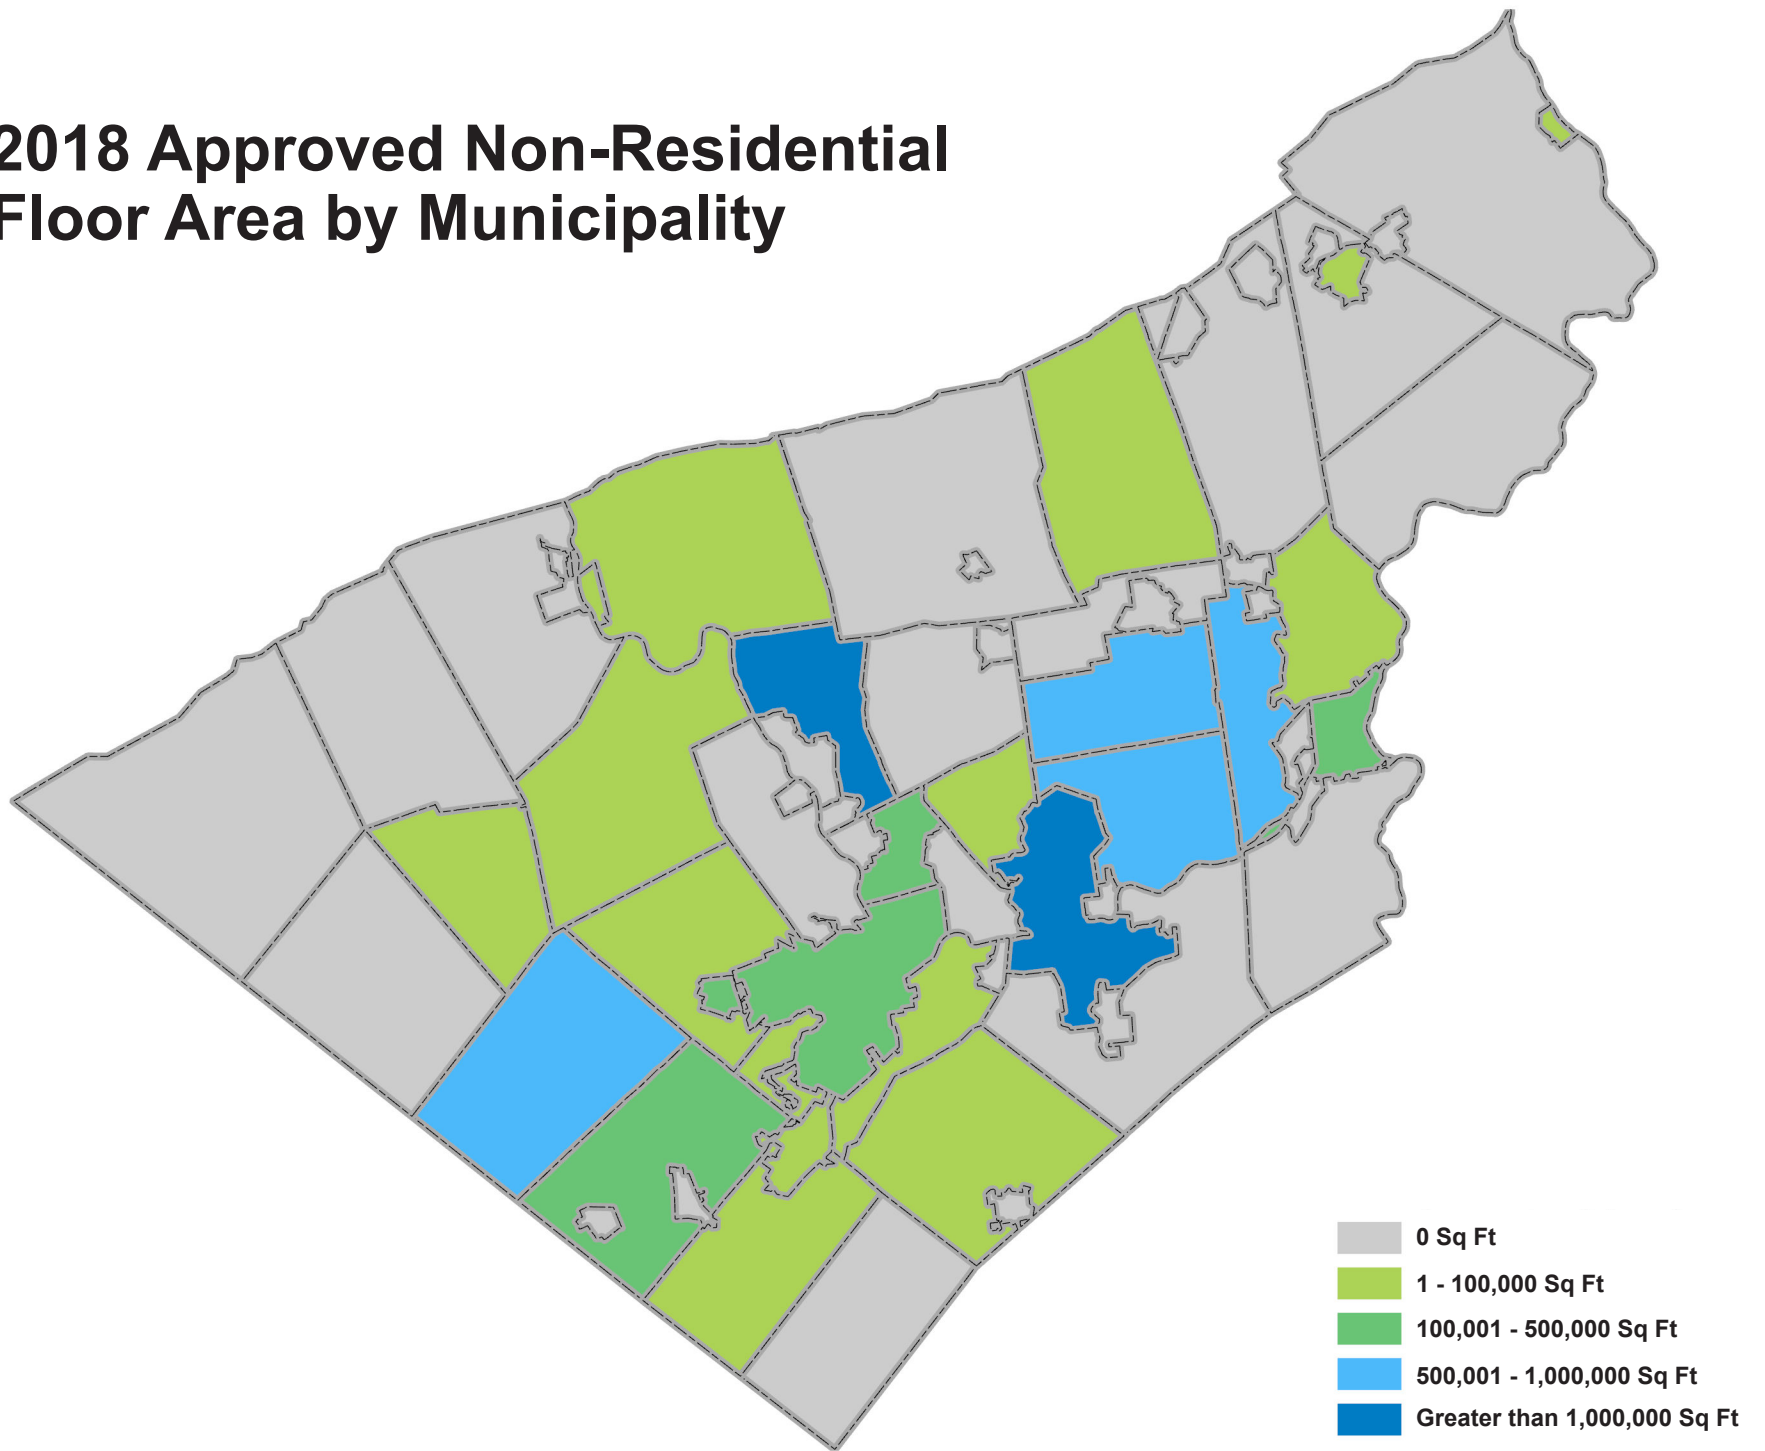 2018 Approved Non-Residential
Floor Area by Municipality
0 Sq Ft
1 - 100,000 Sq Ft
100,001 - 500,000 Sq Ft
500,001 - 1,000,000 Sq Ft
Greater than 1,000,000 Sq Ft